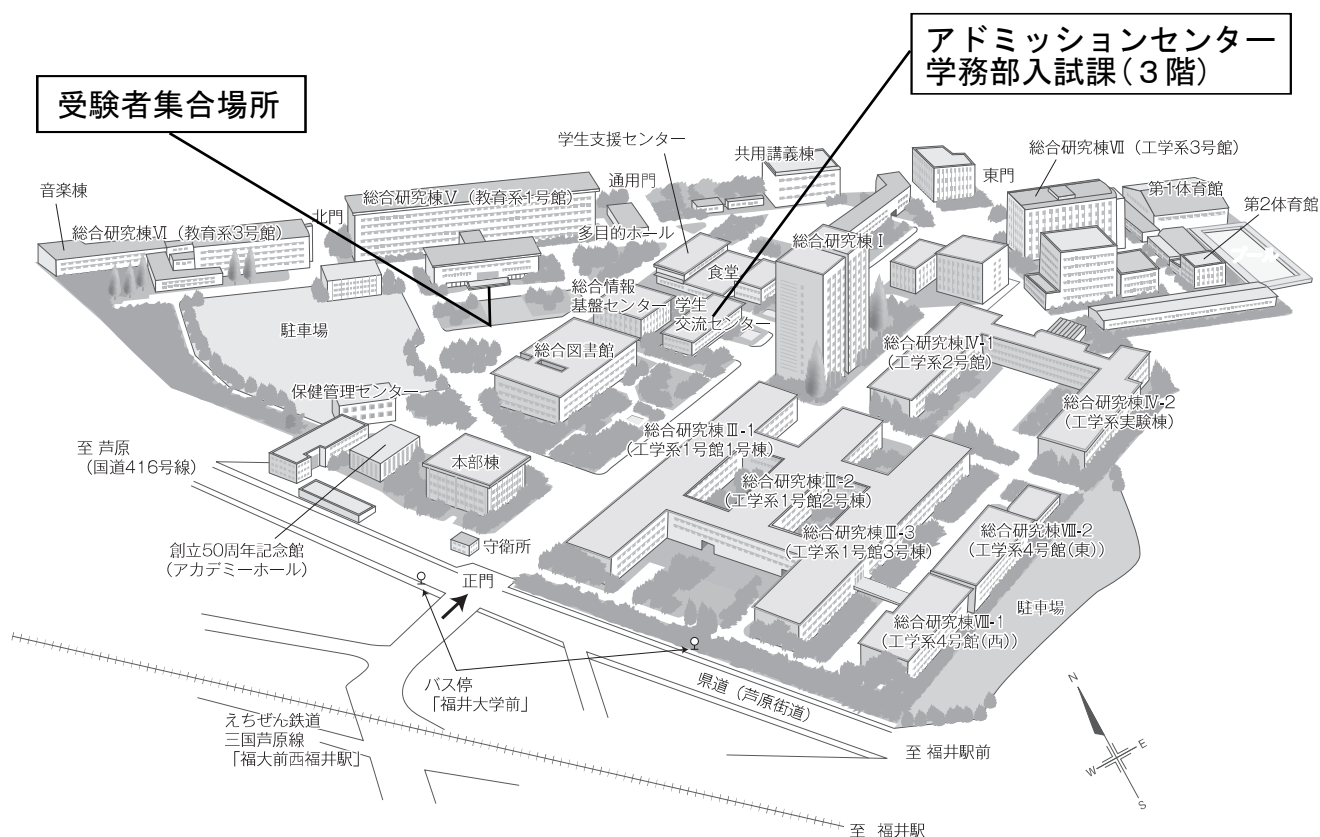 アドミッションセンター
学務部入試課(3階)
受験者集合場所
学生支援センター
共用講義棟
総合研究棟Ⅶ(工学系3号館)
東門
第1体育館
第2体育館
プール
音楽棟
総合研究棟Ⅴ(教育系1号館)
通用門
北門
総合研究棟Ⅵ(教育系3号館)
多目的ホール
総合研究棟Ⅰ
食堂
総合情報
基盤センター
学生
交流センター
駐車場
総合図書館
総合研究棟Ⅳ-1
(工学系2号館)
保健管理センター
総合研究棟Ⅳ-2
(工学系実験棟)
総合研究棟Ⅲ-1
(工学系1号館1号棟)
至 芦原
(国道416号線)
本部棟
総合研究棟Ⅲ-2
(工学系1号館2号棟)
総合研究棟Ⅲ-3
(工学系1号館3号棟)
総合研究棟Ⅷ-2
(工学系4号館(東))
創立50周年記念館
(アカデミーホール)
守衛所
正門
駐車場
総合研究棟Ⅷ-1
(工学系4号館(西))
バス停
「福井大学前」
県道(芦原街道)
えちぜん鉄道
三国芦原線
「福大前西福井駅」
至 福井駅前
N
E
W
S
至 福井駅